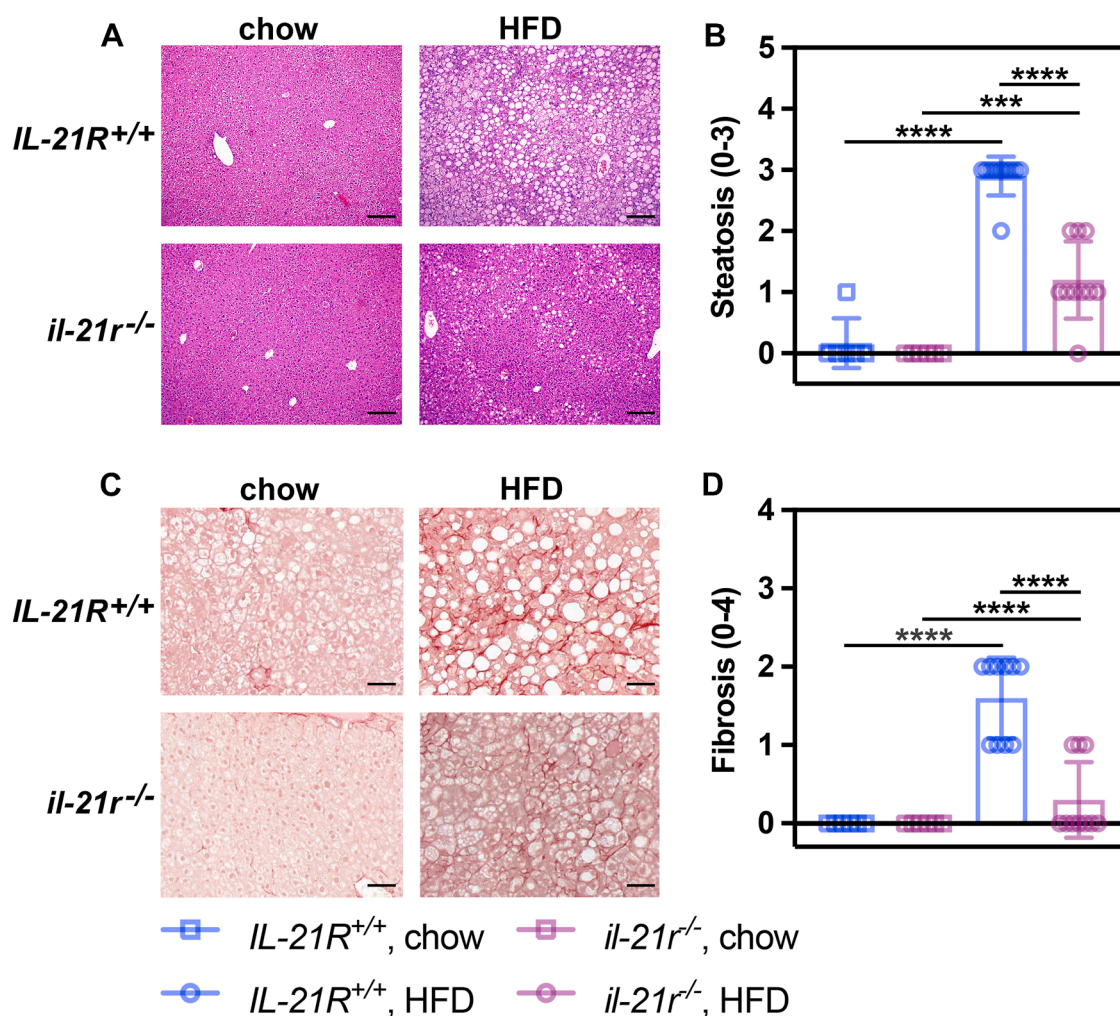 A
chow
HFD
IL-21R+/+
il-21r-/-
B
5
4
3
2
1
0
Steatosis (0-3)
****
***
****
C
chow
HFD
IL-21R+/+
il-21r-/-
D
4
3
2
1
0
Fibrosis (0-4)
****
****
****
IL-21R+/+, chow
il-21r-/-, chow
IL-21R+/+, HFD
il-21r-/-, HFD